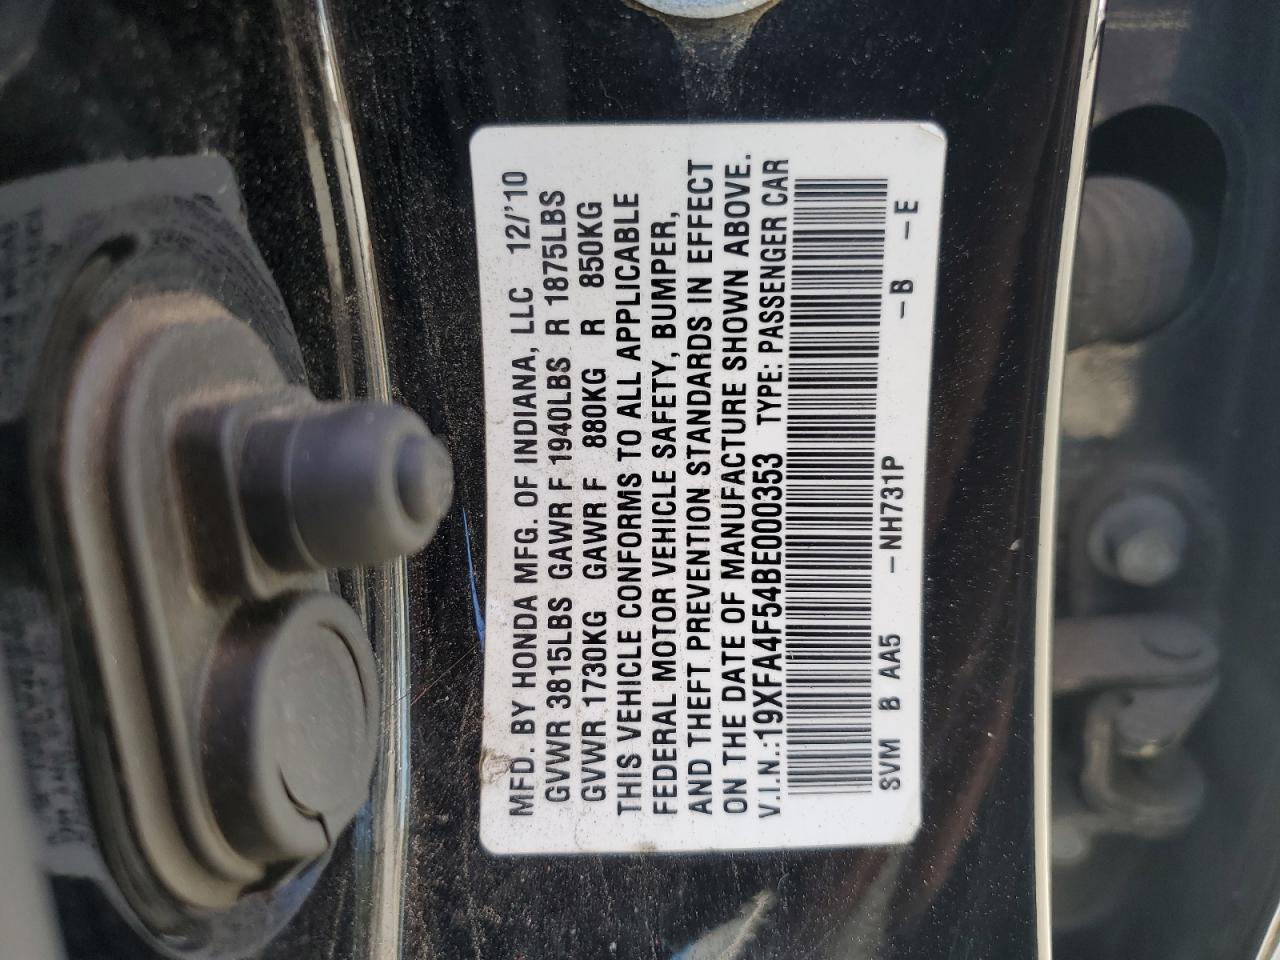 MFD. BY HONDA MFG. OF INDIANA, LLC 12/'10
GVWR 3815LBS GAWR F 1940LBS R 1875LBS
GVWR 1730KG GAWR F 880KG R 850KG
THIS VEHICLE CONFORMS TO ALL APPLICABLE
FEDERAL MOTOR VEHICLE SAFETY, BUMPER,
AND THEFT PREVENTION STANDARDS IN EFFECT
ON THE DATE OF MANUFACTURE SHOWN ABOVE.
V.I.N.:19XFA4F54BE000353 TYPE: PASSENGER CAR
SVM B AA5 -NH731P -B -E